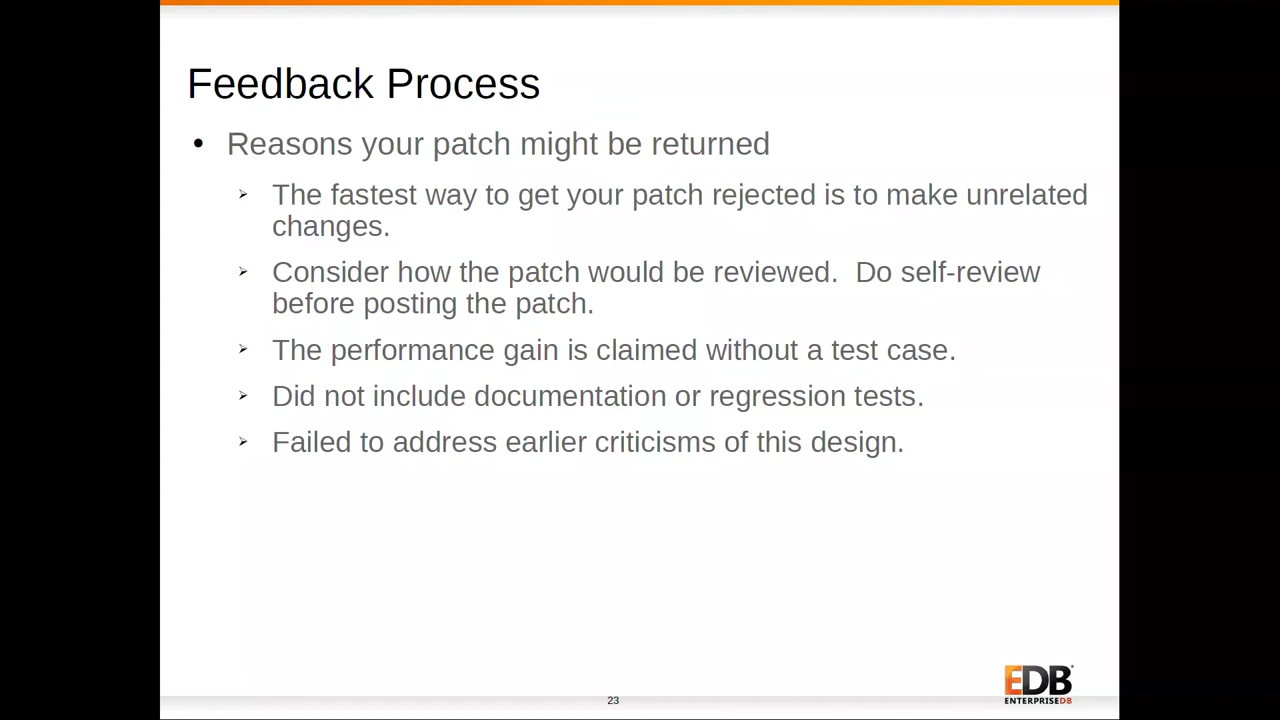 Feedback Process
• Reasons your patch might be returned
➢ The fastest way to get your patch rejected is to make unrelated
changes.
➢ Consider how the patch would be reviewed.  Do self-review
before posting the patch.
➢ The performance gain is claimed without a test case.
➢ Did not include documentation or regression tests.
➢ Failed to address earlier criticisms of this design.
EDB
ENTERPRISEDB
23